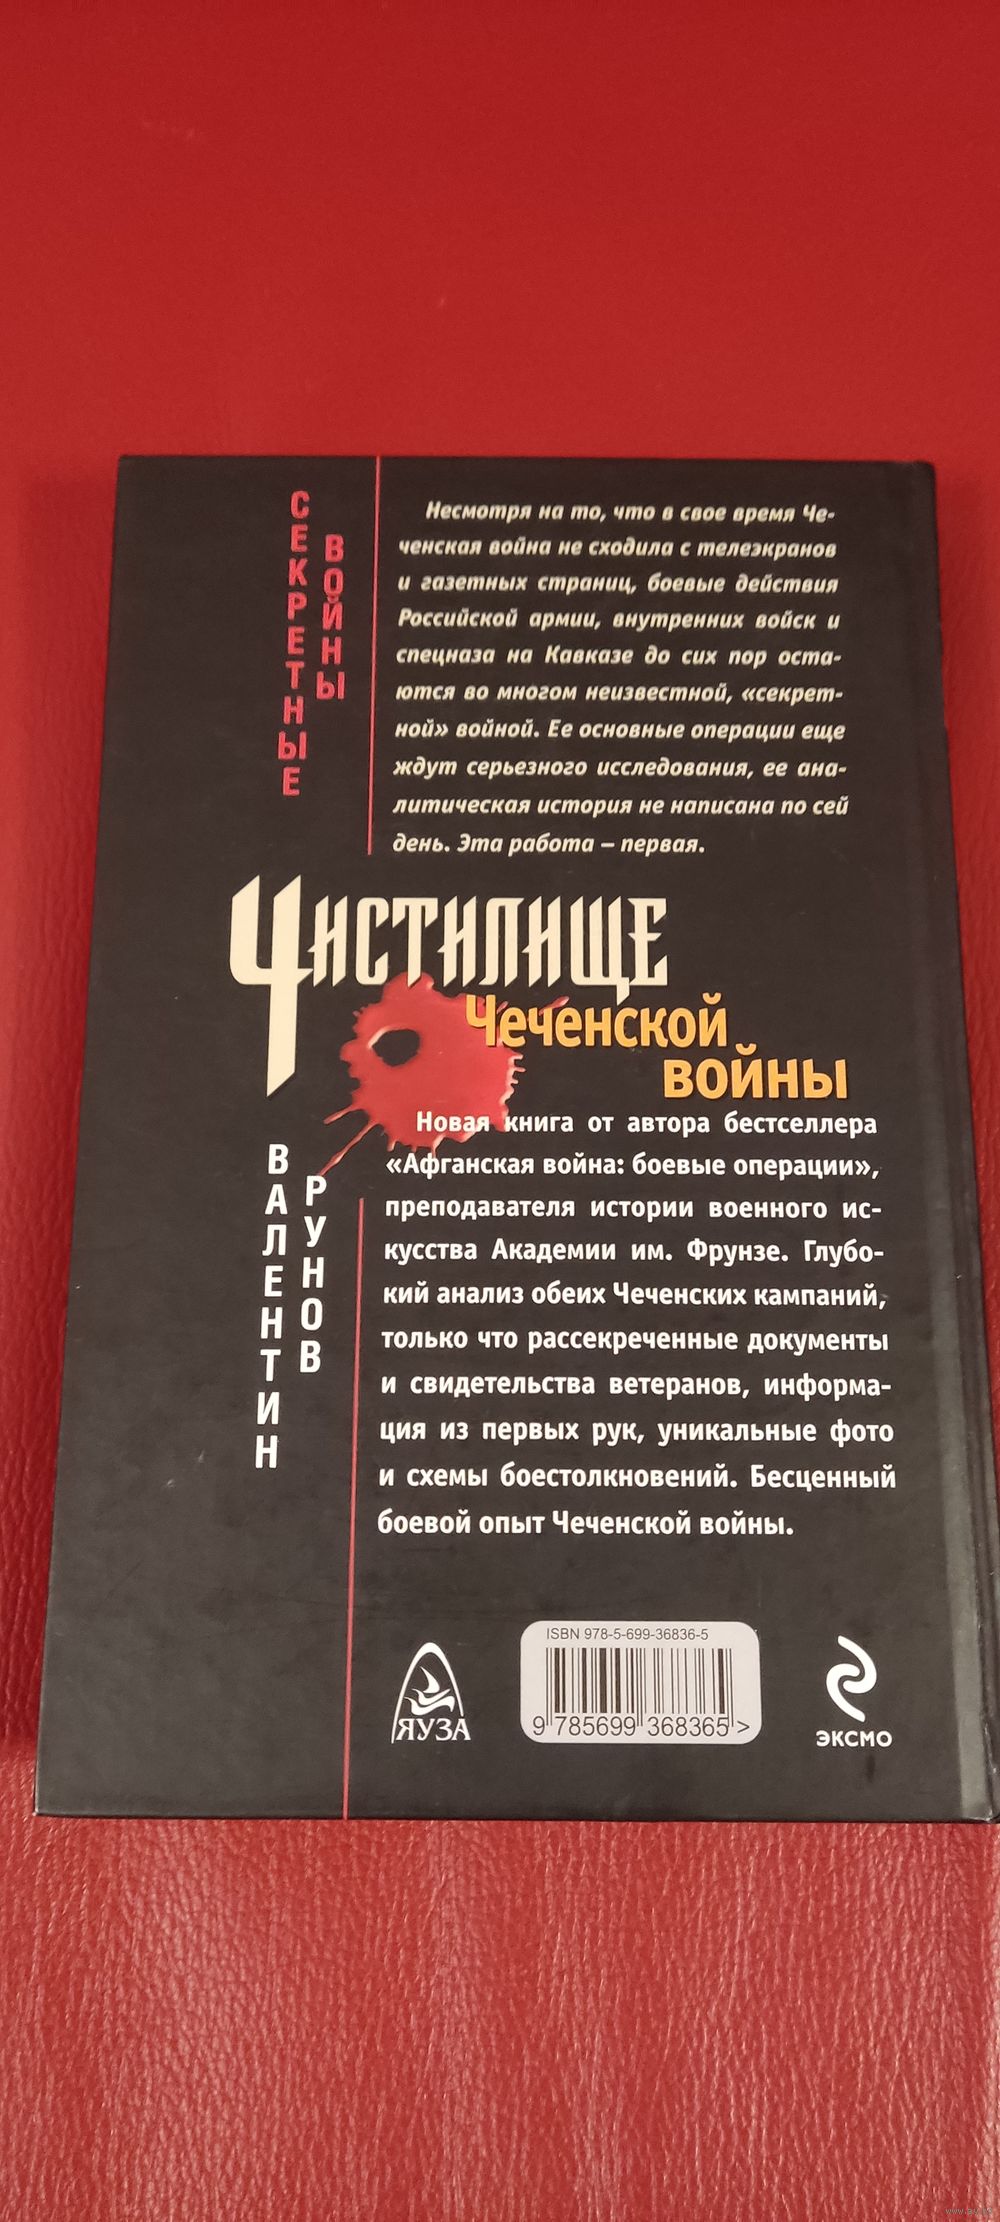 СЕКРЕТНЫЕ
ВОЙНЫ
Несмотря на то, что в свое время Че-
ченская война не сходила с телеэкранов
и газетных страниц, боевые действия
Российской армии, внутренних войск и
спецназа на Кавказе до сих пор оста-
ются во многом неизвестной, «секрет-
ной» войной. Ее основные операции еще
ждут серьезного исследования, ее ана-
литическая история не написана по сей
день. Эта работа – первая.
Чистилище
Чеченской
войны
ВАЛЕНТИН
РУНОВ
Новая книга от автора бестселлера
«Афганская война: боевые операции»,
преподавателя истории военного ис-
кусства Академии им. Фрунзе. Глубо-
кий анализ обеих Чеченских кампаний,
только что рассекреченные документы
и свидетельства ветеранов, информа-
ция из первых рук, уникальные фото
и схемы боестолкновений. Бесценный
боевой опыт Чеченской войны.
ISBN 978-5-699-36836-5
9 785699 368365 >
ЯУЗА
ЭКСМО